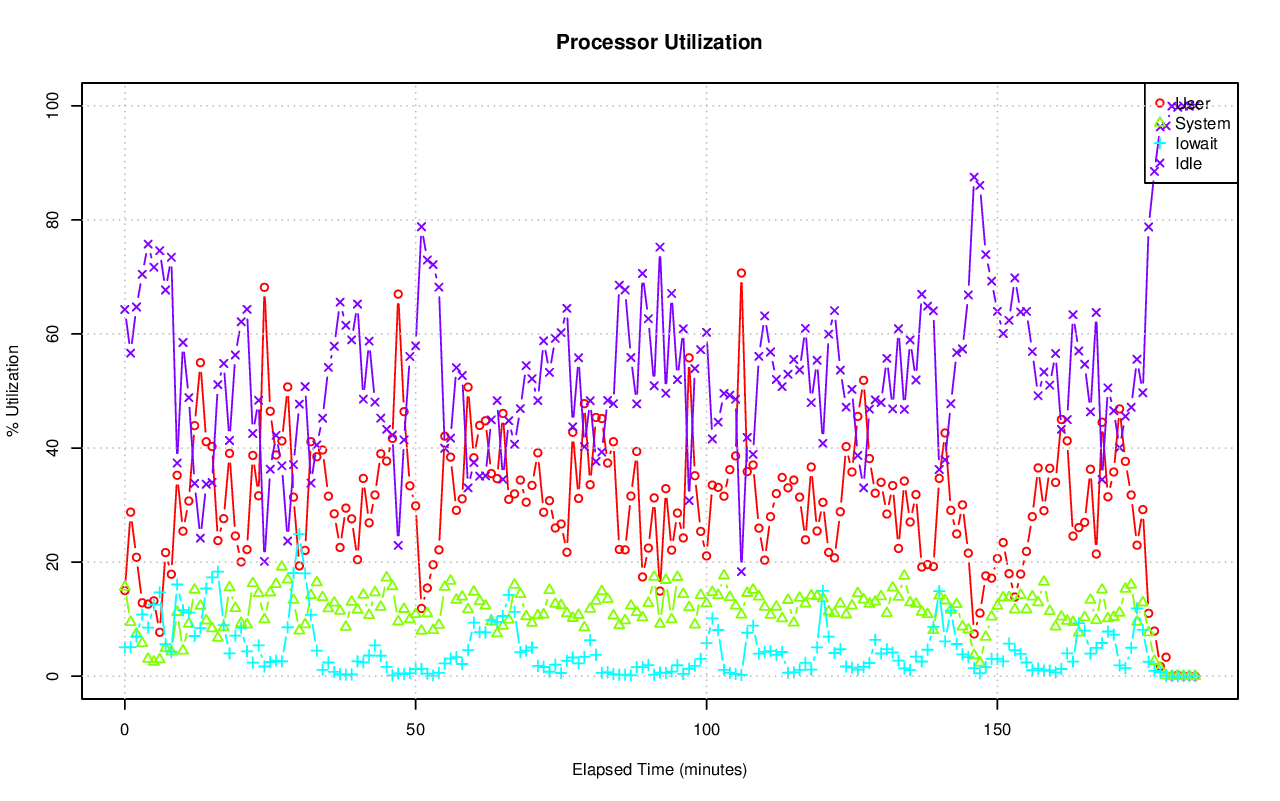 Processor Utilization
% Utilization
100
80
60
40
20
0
User
System
Iowait
Idle
0
50
100
150
Elapsed Time (minutes)